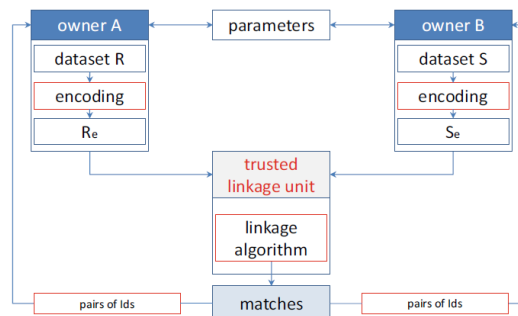 owner A
parameters
owner B
dataset R
dataset S
encoding
encoding
Re
Se
trusted
linkage unit
linkage
algorithm
pairs of Ids
matches
pairs of Ids